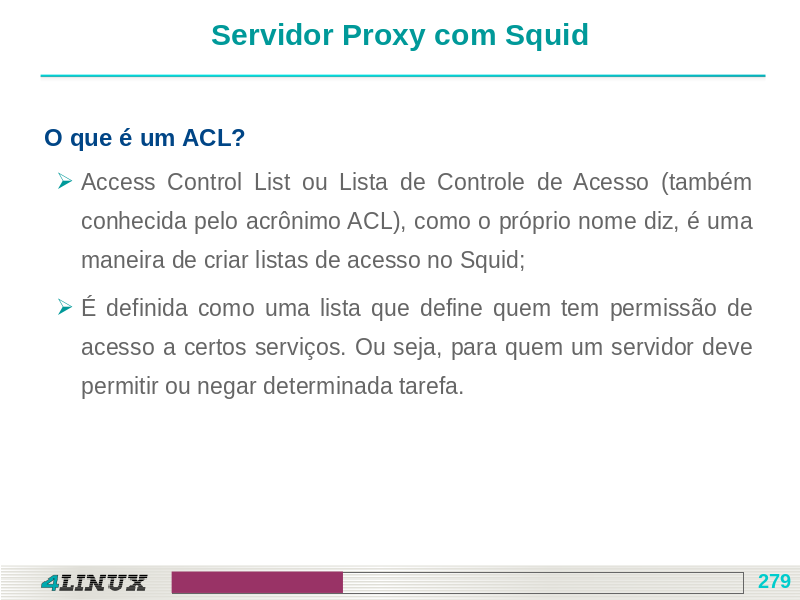 Servidor Proxy com Squid
O que é um ACL?
Access Control List ou Lista de Controle de Acesso (também
conhecida pelo acrônimo ACL), como o próprio nome diz, é uma
maneira de criar listas de acesso no Squid;
É definida como uma lista que define quem tem permissão de
acesso a certos serviços. Ou seja, para quem um servidor deve
permitir ou negar determinada tarefa.
4LINUX
279